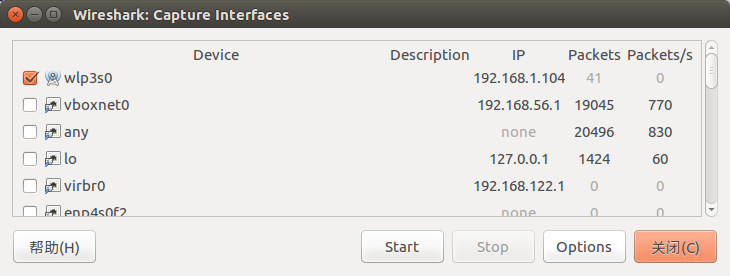 Wireshark: Capture Interfaces
Device Description IP Packets Packets/s
wlp3s0 192.168.1.104 41 0
vboxnet0 192.168.56.1 19045 770
any none 20496 830
lo 127.0.0.1 1424 60
virbr0 192.168.122.1 0 0
enp4s0f2 none 0 0
帮助(H) Start Stop Options 关闭(C)